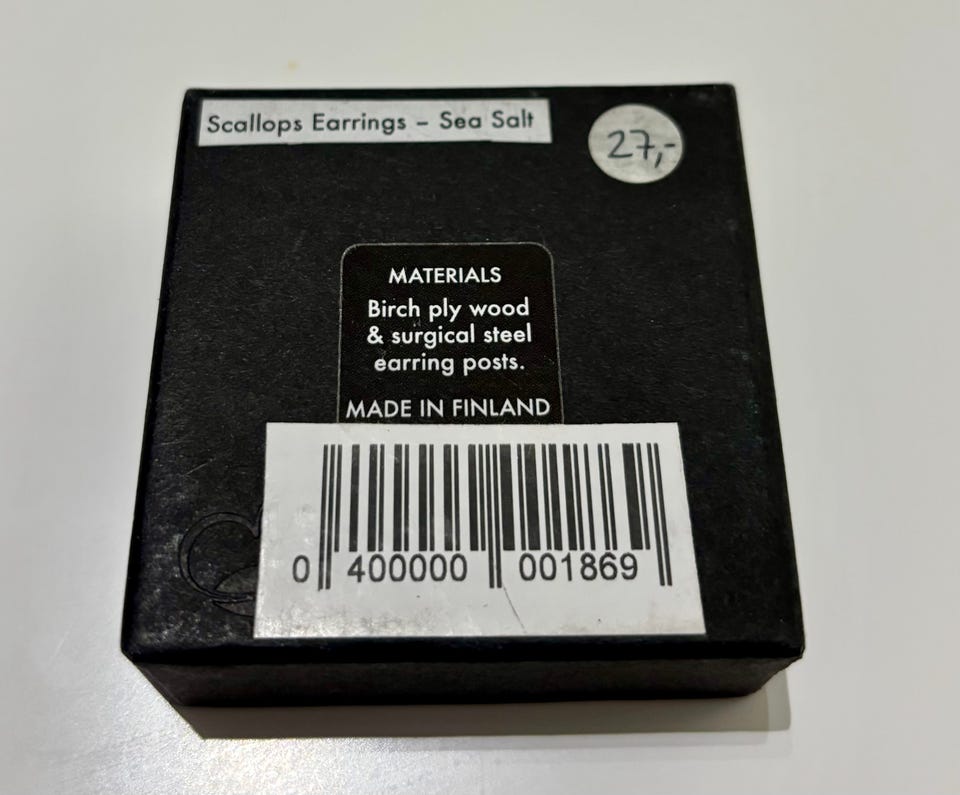 Scallops Earrings – Sea Salt
27,-
MATERIALS
Birch ply wood
& surgical steel
earring posts.
MADE IN FINLAND
0 400000 001869